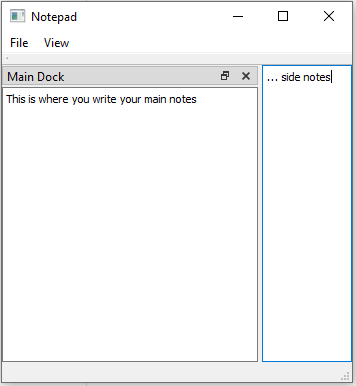 Notepad
File View
Main Dock
This is where you write your main notes
... side notes